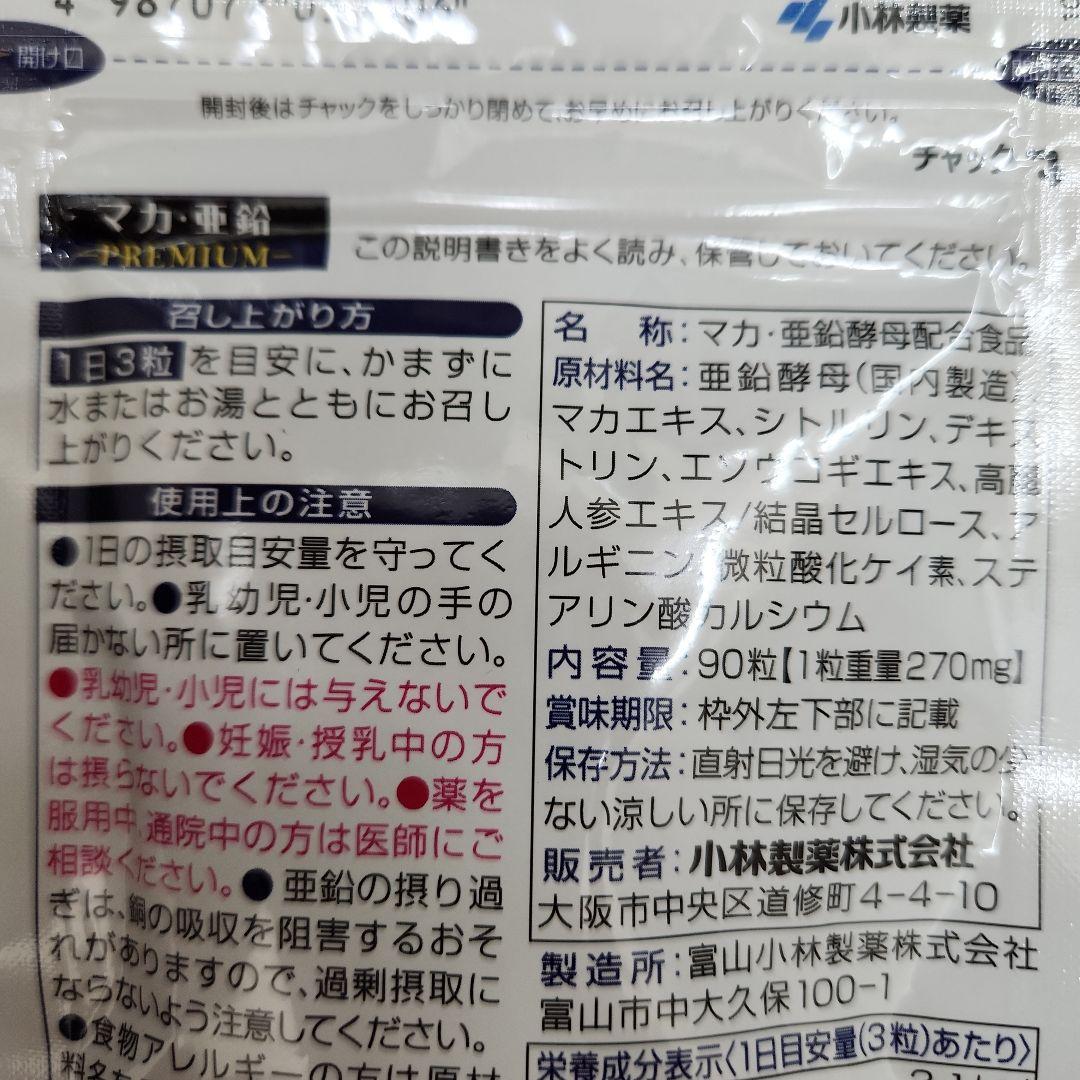 小林製薬
開け口
開封後はチャックをしっかり閉めて、お早めにお召し上がりください。
チャック
マカ・亜鉛
PREMIUM
この説明書きをよく読み、保管しておいてください。
召し上がり方
1日3粒を目安に、かまずに
水またはお湯とともにお召し
上がりください。
使用上の注意
●1日の摂取目安量を守ってく
ださい。●乳幼児・小児の手の
届かない所に置いてください。
●乳幼児・小児には与えないで
ください。●妊娠・授乳中の方
は摂らないでください。●薬を
服用中、通院中の方は医師にご
相談ください。●亜鉛の摂り過
ぎは、銅の吸収を阻害するおそ
れがありますので、過剰摂取に
ならないよう注意してください。
●食物アレルギーの方は原材
料名
名 称:マカ・亜鉛酵母配合食品
原材料名:亜鉛酵母(国内製造)
マカエキス、シトルリン、デキス
トリン、エゾウコギエキス、高麗
人参エキス/結晶セルロース、ア
ルギニン、微粒酸化ケイ素、ステ
アリン酸カルシウム
内容量:90粒【1粒重量270mg】
賞味期限:枠外左下部に記載
保存方法:直射日光を避け、湿気の少
ない涼しい所に保存してください。
販売者:小林製薬株式会社
大阪市中央区道修町4-4-10
製造所:富山小林製薬株式会社
富山市中大久保100-1
栄養成分表示〈1日目安量(3粒)あたり〉